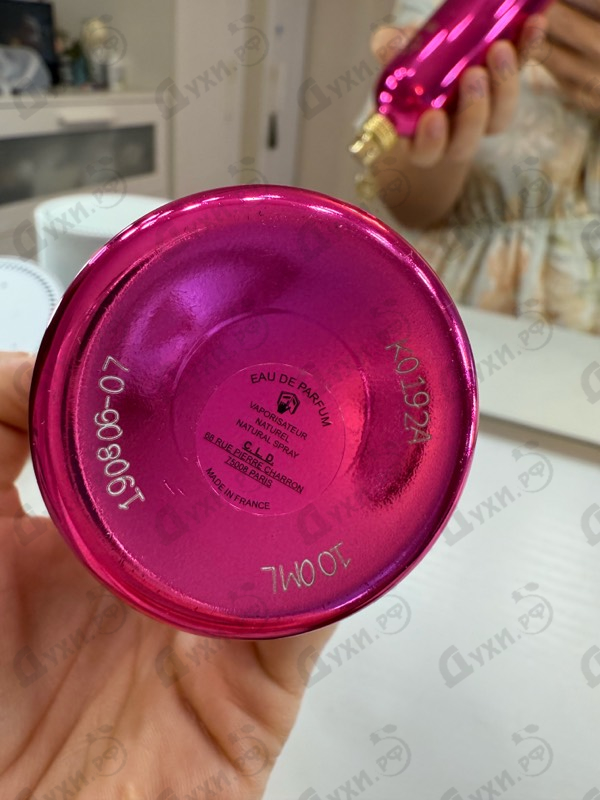 EAU DE PARFUM
VAPORISATEUR
NATUREL
NATURAL SPRAY
C.L.D.
68 RUE PIERRE CHARRON
75008 PARIS
MADE IN FRANCE
190806-07
K0192A
100ML
Духи.РФ